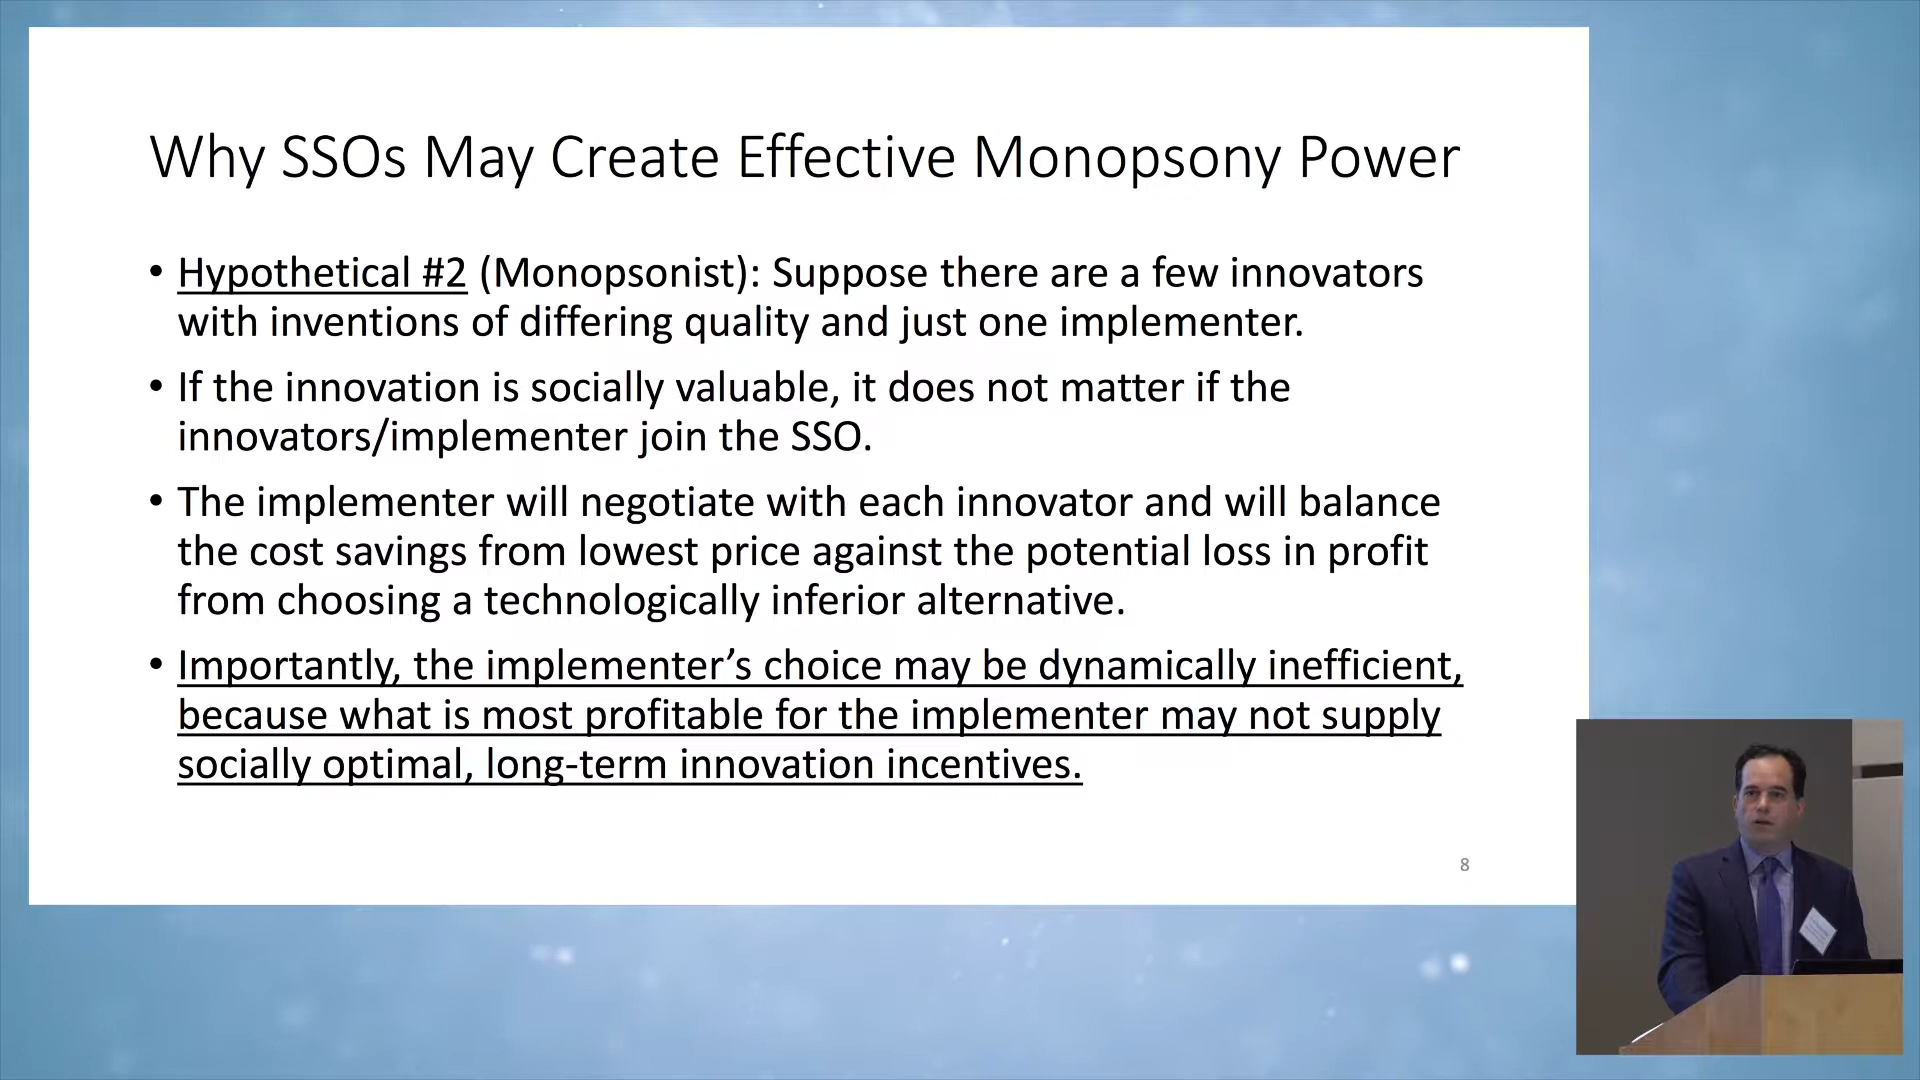 Why SSOs May Create Effective Monopsony Power
• Hypothetical #2 (Monopsonist): Suppose there are a few innovators
with inventions of differing quality and just one implementer.
• If the innovation is socially valuable, it does not matter if the
innovators/implementer join the SSO.
• The implementer will negotiate with each innovator and will balance
the cost savings from lowest price against the potential loss in profit
from choosing a technologically inferior alternative.
• Importantly, the implementer’s choice may be dynamically inefficient,
because what is most profitable for the implementer may not supply
socially optimal, long-term innovation incentives.
8